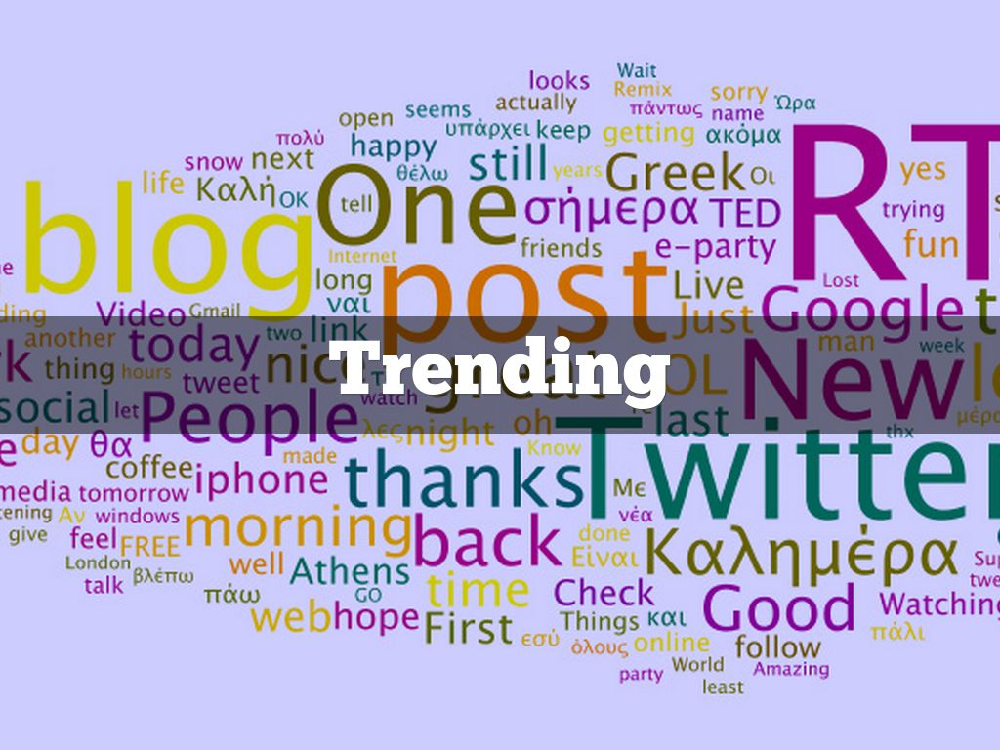 looks
Wait
Remix
actually
sorry
Ώρα
seems
πάντως
name
open
υπάρχει
keep
getting
ακόμα
πολύ
happy
RT
snow
next
still
years
Greek
Οι
yes
life
Καλή
OK
θέλω
One
tell
σήμερα
TED
trying
blog
friends
e-party
fun
Internet
post
long
Live
Lost
ναι
Video
Gmail
Just
Google
two
link
another
today
man
week
Trending
thing
hours
nice
great
New
tweet
watch
social
let
People
λες
night
oh
last
thx
day
θα
Know
Twitter
coffee
made
iphone
thanks
Με
media
tomorrow
νέα
Αν
windows
morning
back
done
give
feel
FREE
Είναι
Καλημέρα
London
βλέπω
well
Athens
talk
πάω
GO
time
Check
Good
Watching
web
hope
First
Things
και
πάλι
εσύ
όλους
online
follow
party
World
Amazing
least